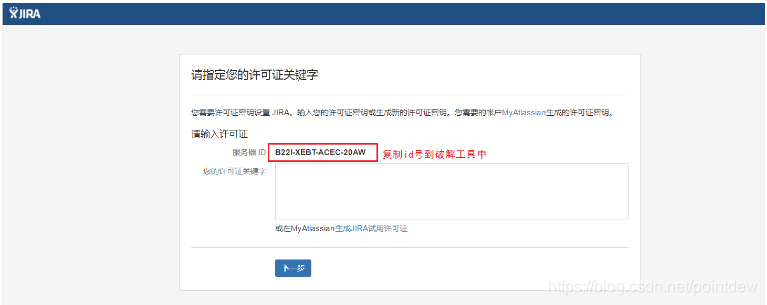 JIRA
请指定您的许可证关键字
您需要许可证密钥设置 JIRA。输入您的许可证密钥或生成新的许可证密钥。您需要的帐户MyAtlassian生成的许可证密钥。
请输入许可证
服务器 ID B22I-XEBT-ACEC-20AW 复制id号到破解工具中
您的许可证关键字
或在MyAtlassian生成JIRA试用许可证
下一步
https://blog.csdn.net/pointdew